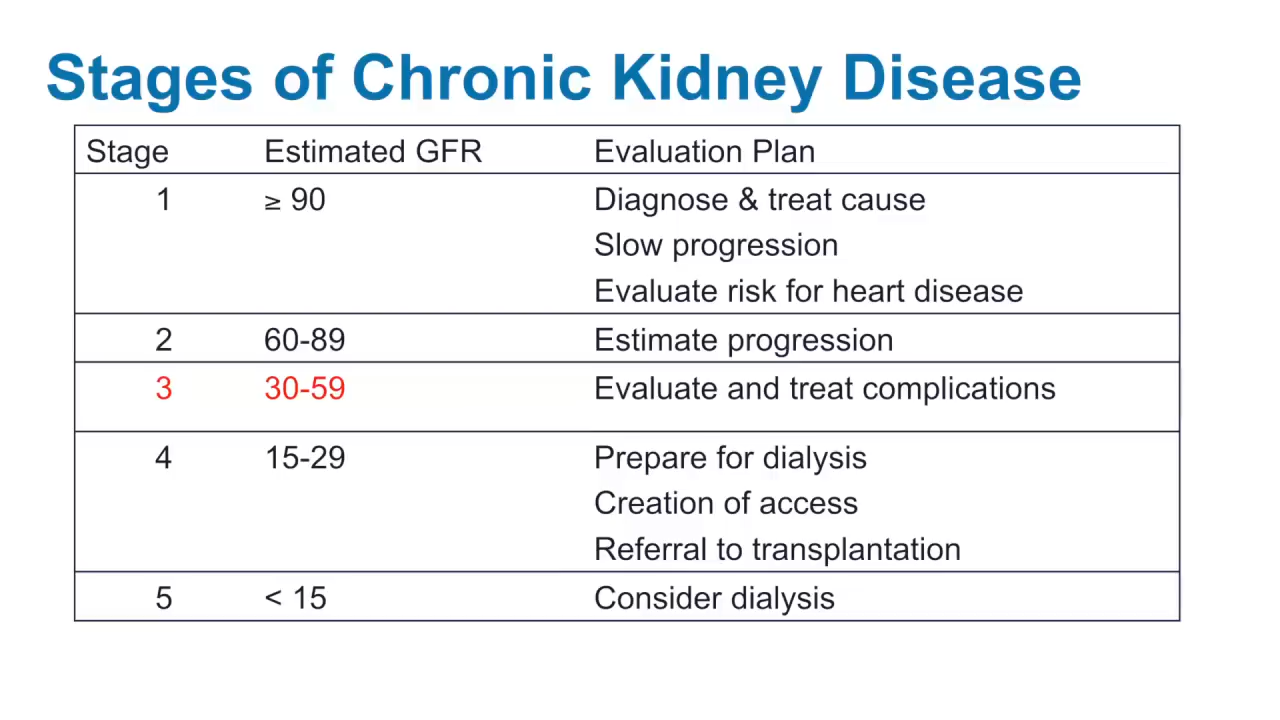 Stages of Chronic Kidney Disease
Stage Estimated GFR Evaluation Plan
1 ≥ 90 Diagnose & treat cause
Slow progression
Evaluate risk for heart disease
2 60-89 Estimate progression
3 30-59 Evaluate and treat complications
4 15-29 Prepare for dialysis
Creation of access
Referral to transplantation
5 < 15 Consider dialysis